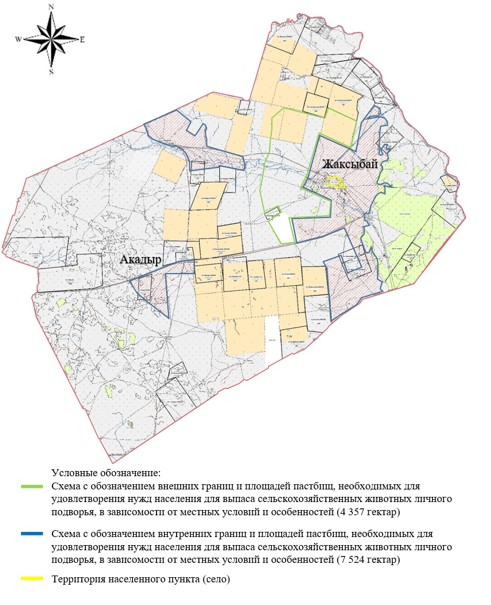 N
W
E
S
Жаксыбай
Акадыр
Условные обозначение:
Схема с обозначением внешних границ и площадей пастбищ, необходимых для
удовлетворения нужд населения для выпаса сельскохозяйственных животных личного
подворья, в зависимости от местных условий и особенностей (4 357 гектар)
Схема с обозначением внутренних границ и площадей пастбищ, необходимых для
удовлетворения нужд населения для выпаса сельскохозяйственных животных личного
подворья, в зависимости от местных условий и особенностей (7 524 гектар)
Территория населенного пункта (село)